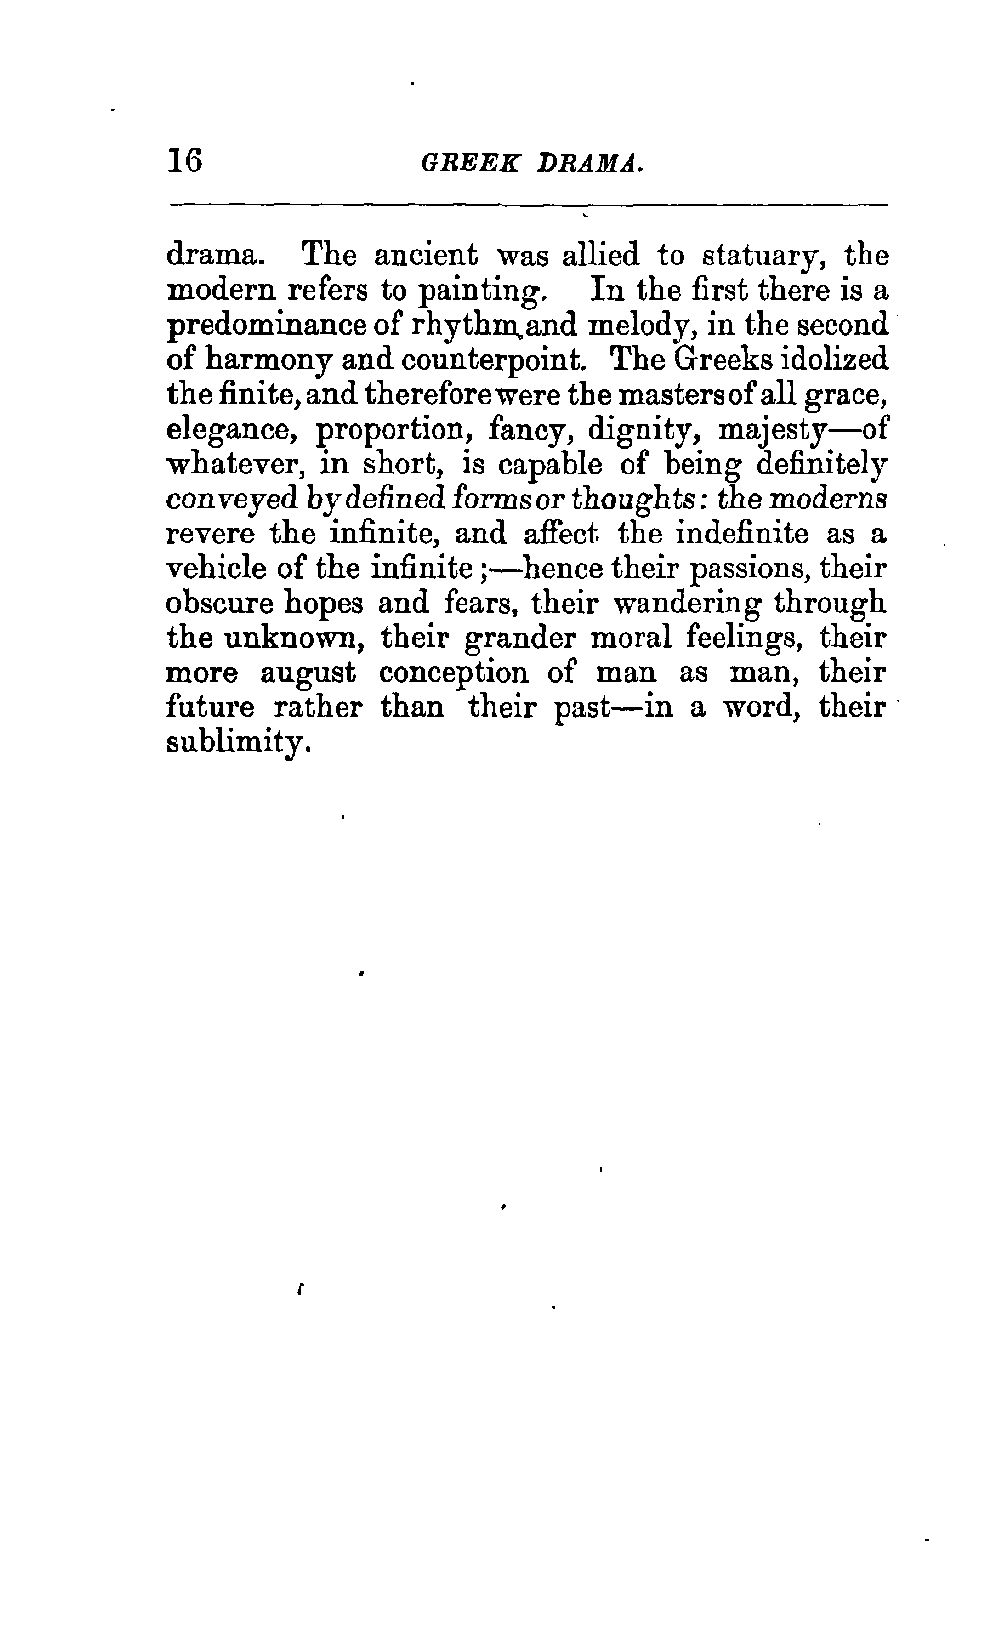 16 GREEK DRAMA.
drama. The ancient was allied to statuary, the
modern refers to painting. In the first there is a
predominance of rhythm and melody, in the second
of harmony and counterpoint. The Greeks idolized
the finite, and therefore were the masters of all grace,
elegance, proportion, fancy, dignity, majesty—of
whatever, in short, is capable of being definitely
conveyed by defined forms or thoughts: the moderns
revere the infinite, and affect the indefinite as a
vehicle of the infinite;—hence their passions, their
obscure hopes and fears, their wandering through
the unknown, their grander moral feelings, their
more august conception of man as man, their
future rather than their past—in a word, their
sublimity.